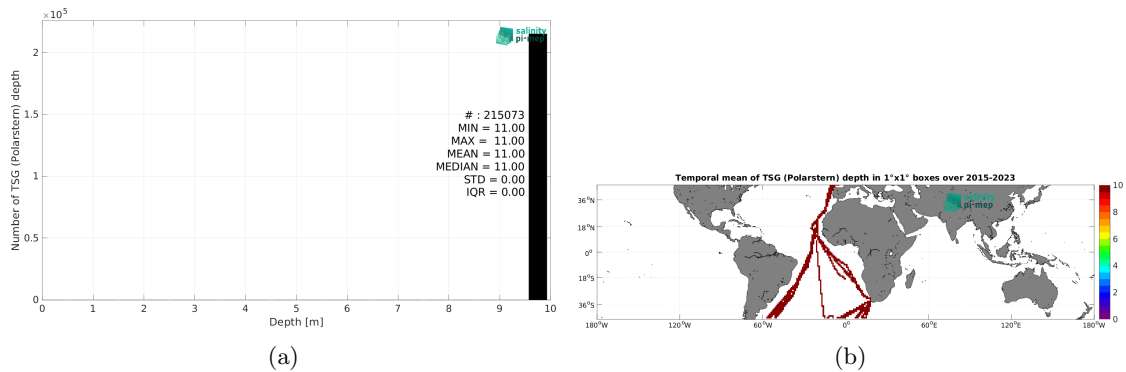 ×10⁵
2
1.5
1
0.5
0
Number of TSG (Polarstern) depth
salinity
pi-mep
# : 215073
MIN = 11.00
MAX = 11.00
MEAN = 11.00
MEDIAN = 11.00
STD = 0.00
IQR = 0.00
0 1 2 3 4 5 6 7 8 9 10
Depth [m]
(a)
Temporal mean of TSG (Polarstern) depth in 1°x1° boxes over 2015-2023
salinity
pi-mep
36°N
18°N
0°
18°S
36°S
180°W 120°W 60°W 0° 60°E 120°E 180°W
10
8
6
4
2
0
(b)